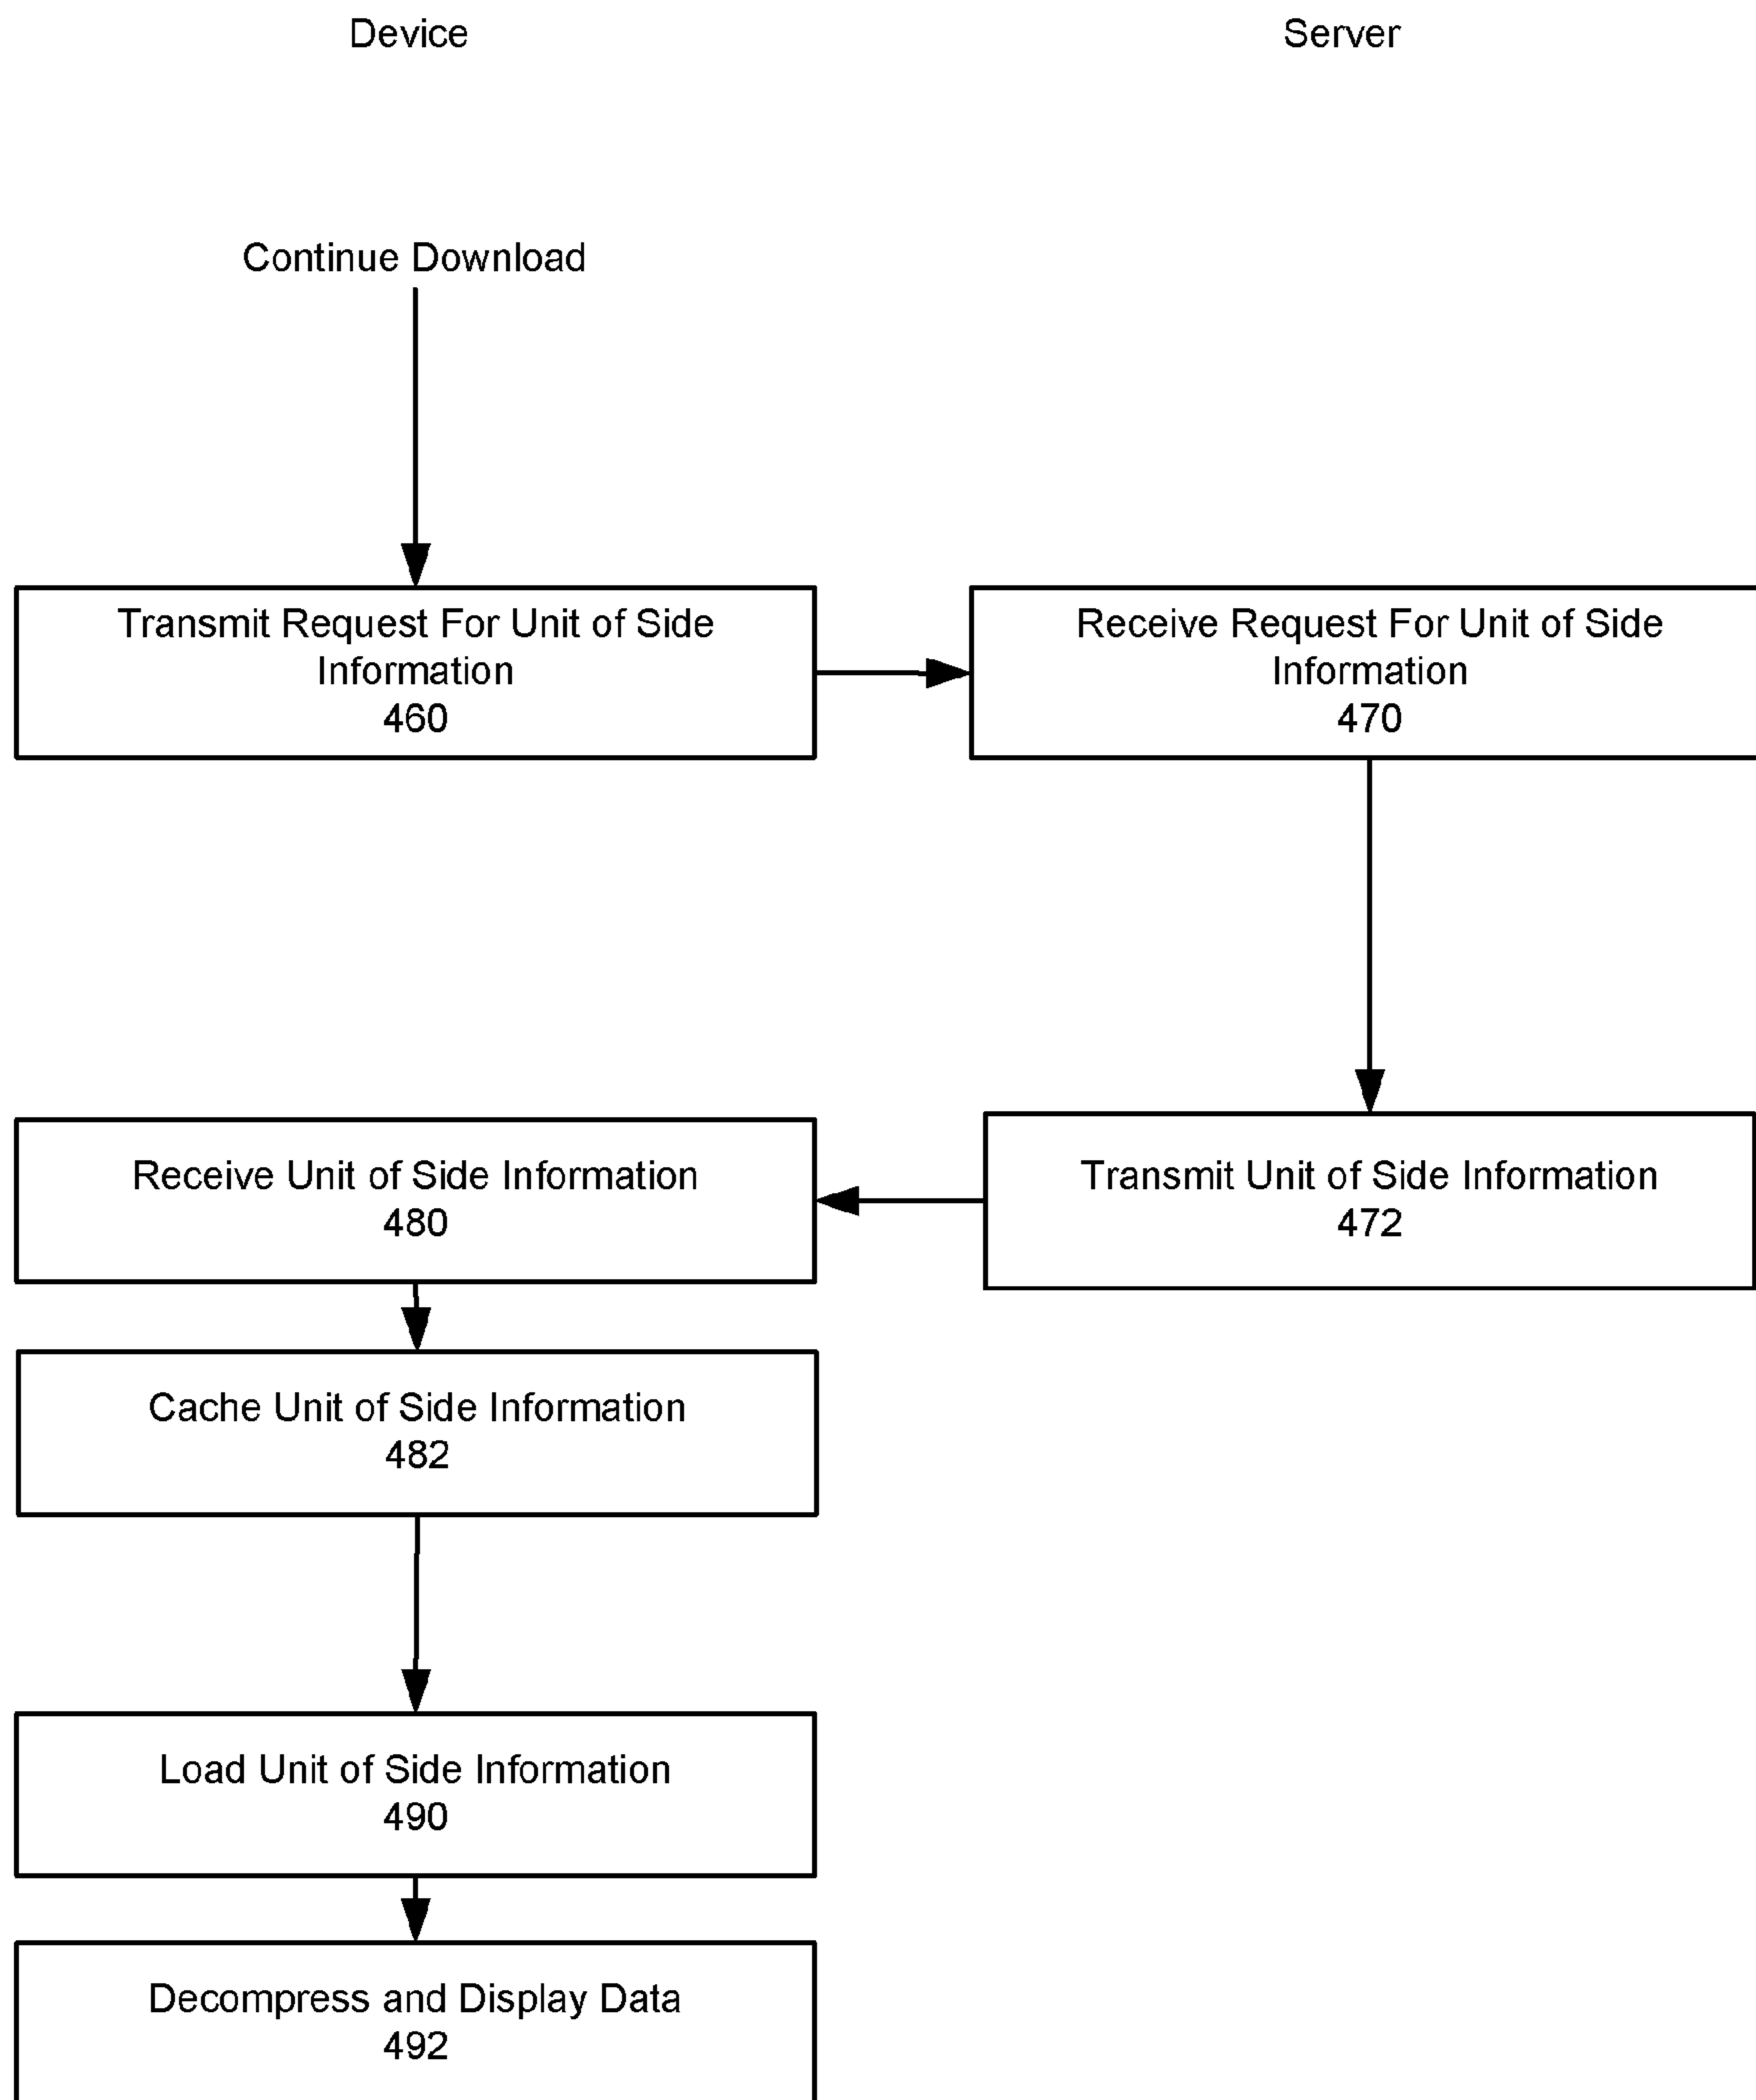 Device
Server
Continue Download
Transmit Request For Unit of Side
Information
460
Receive Request For Unit of Side
Information
470
Receive Unit of Side Information
480
Transmit Unit of Side Information
472
Cache Unit of Side Information
482
Load Unit of Side Information
490
Decompress and Display Data
492